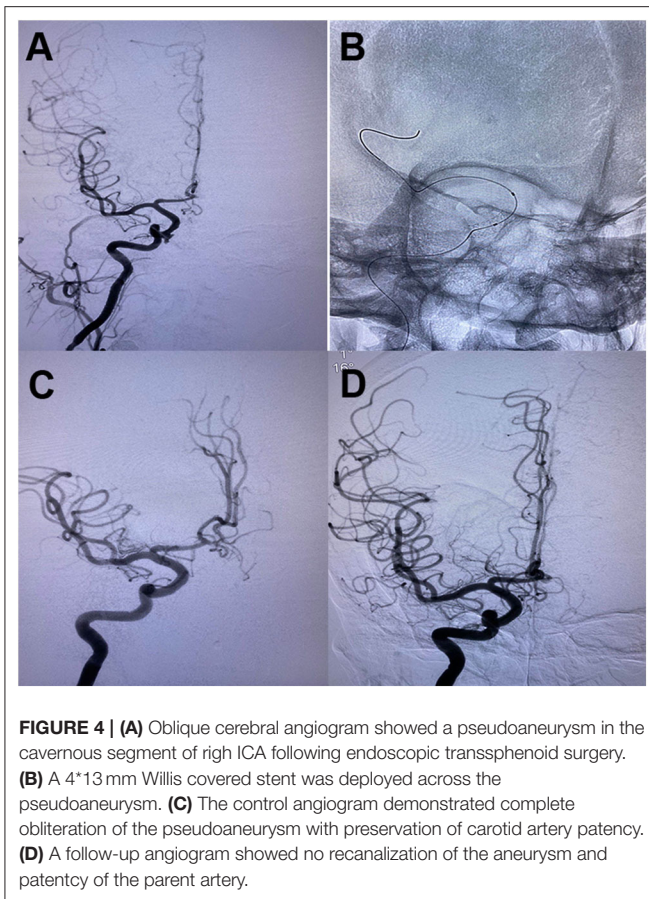 A
B
C
1°
16°
D
FIGURE 4 | (A) Oblique cerebral angiogram showed a pseudoaneurysm in the
cavernous segment of righ ICA following endoscopic transsphenoid surgery.
(B) A 4*13 mm Willis covered stent was deployed across the
pseudoaneurysm. (C) The control angiogram demonstrated complete
obliteration of the pseudoaneurysm with preservation of carotid artery patency.
(D) A follow-up angiogram showed no recanalization of the aneurysm and
patentcy of the parent artery.